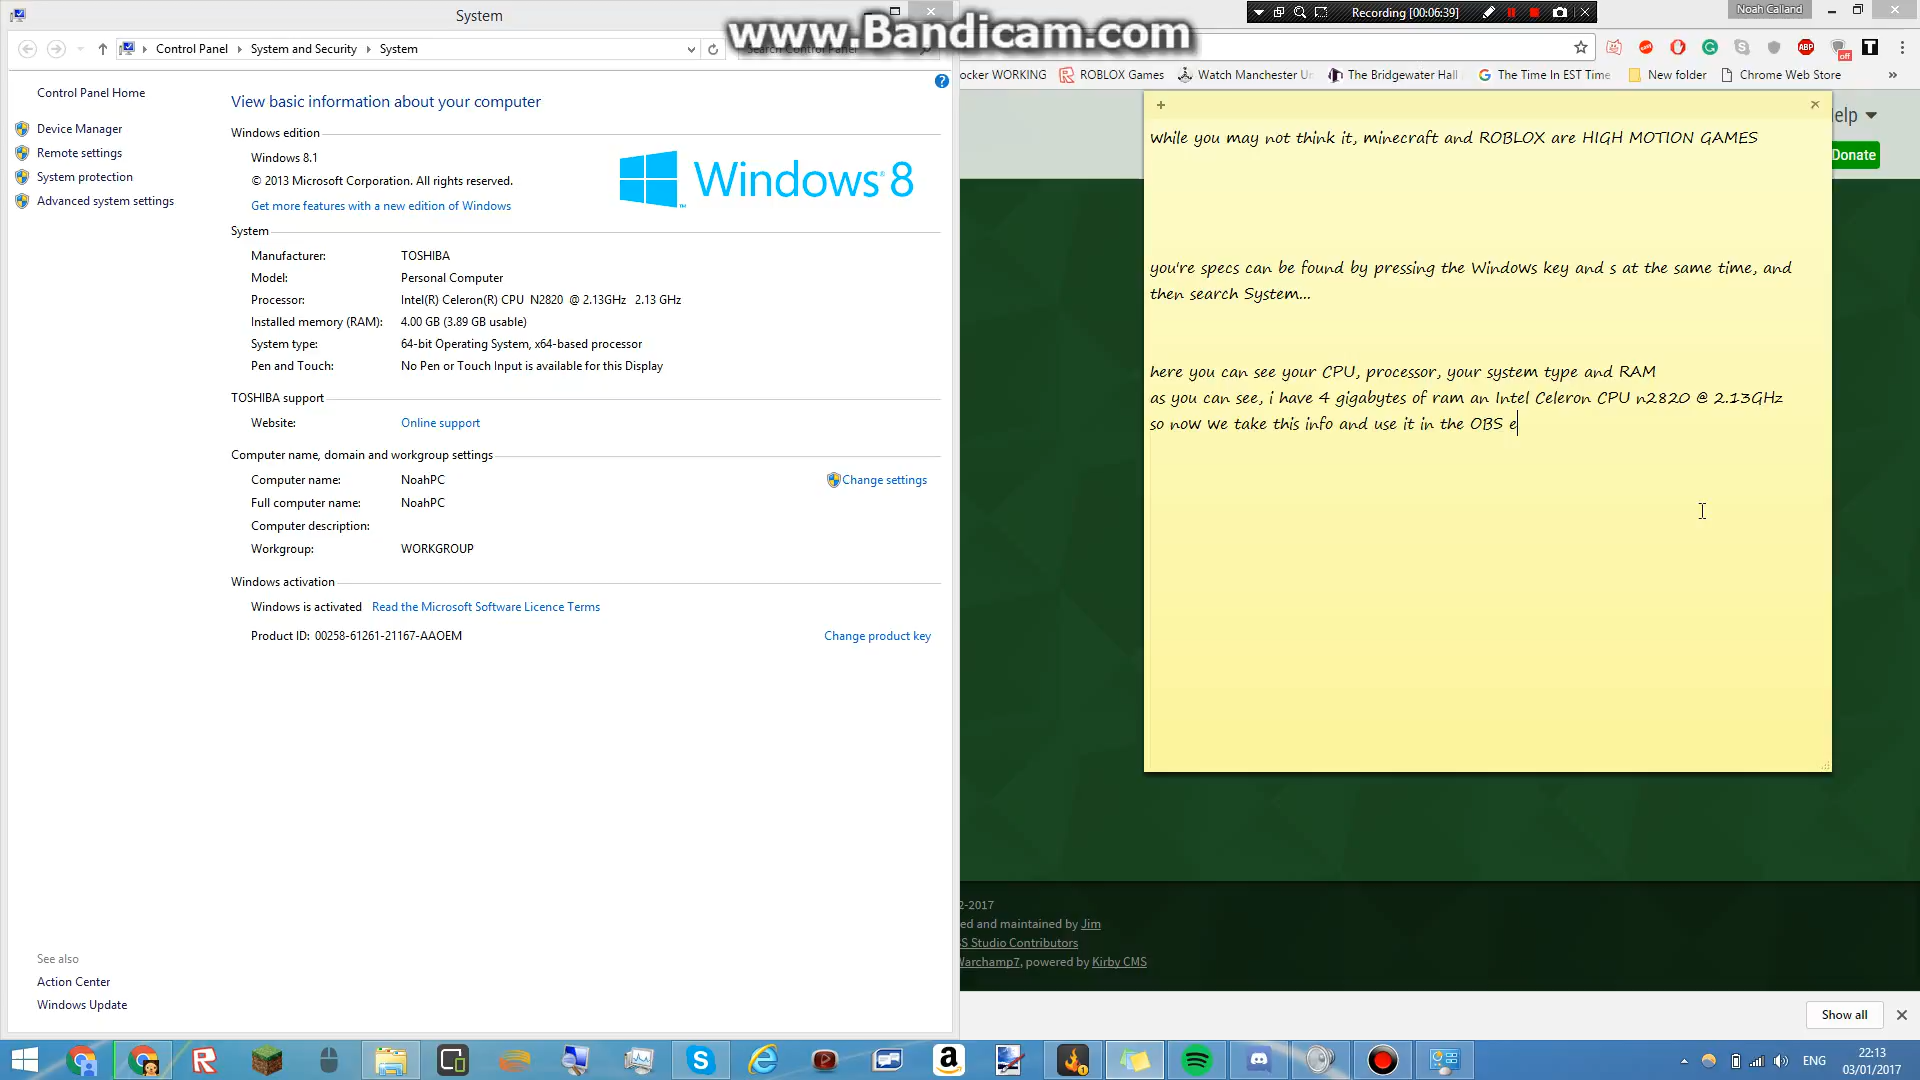 System
www.Bandicam.com
Recording [00:06:39]
Noah Calland
Control Panel
System and Security
System
Search Control Panel
ocker WORKING
ROBLOX Games
Watch Manchester Un
The Bridgewater Hall
The Time In EST Time
New folder
Chrome Web Store
ABP
off
elp
Donate
Control Panel Home
Device Manager
Remote settings
System protection
Advanced system settings
View basic information about your computer
Windows edition
Windows 8.1
© 2013 Microsoft Corporation. All rights reserved.
Get more features with a new edition of Windows
Windows 8
System
Manufacturer: TOSHIBA
Model: Personal Computer
Processor: Intel(R) Celeron(R) CPU N2820 @ 2.13GHz 2.13 GHz
Installed memory (RAM): 4.00 GB (3.89 GB usable)
System type: 64-bit Operating System, x64-based processor
Pen and Touch: No Pen or Touch Input is available for this Display
TOSHIBA support
Website: Online support
Computer name, domain and workgroup settings
Computer name: NoahPC
Change settings
Full computer name: NoahPC
Computer description:
Workgroup: WORKGROUP
Windows activation
Windows is activated Read the Microsoft Software Licence Terms
Product ID: 00258-61261-21167-AAOEM
Change product key
See also
Action Center
Windows Update
while you may not think it, minecraft and ROBLOX are HIGH MOTION GAMES
you're specs can be found by pressing the Windows key and s at the same time, and
then search System...
here you can see your CPU, processor, your system type and RAM
as you can see, i have 4 gigabytes of ram an Intel Celeron CPU n2820 @ 2.13GHz
so now we take this info and use it in the OBS e
2-2017
ed and maintained by Jim
S Studio Contributors
Warchamp7, powered by Kirby CMS
Show all
ENG
22:13
03/01/2017